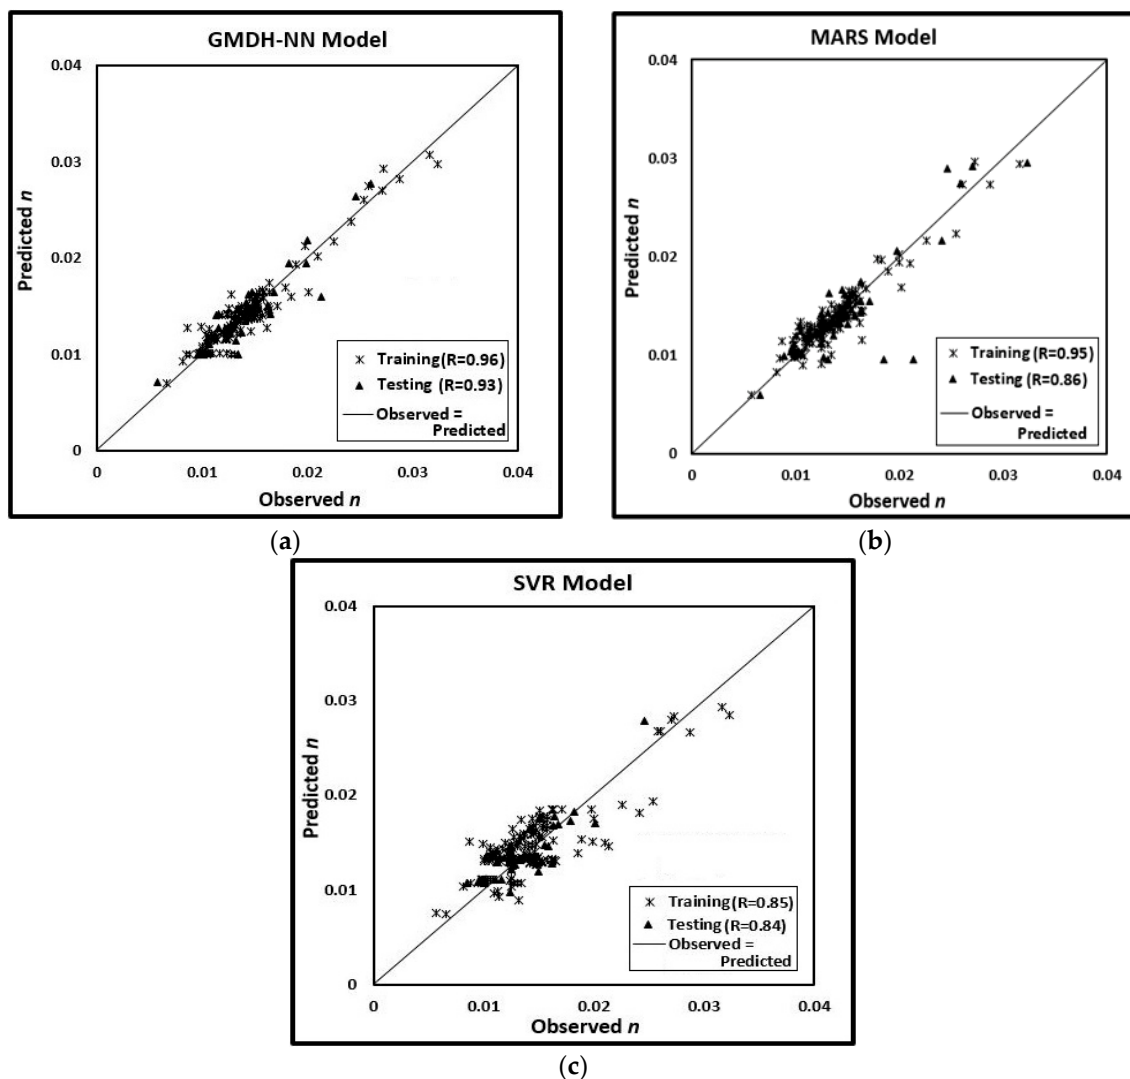 GMDH-NN Model
0.04
0.03
0.02
0.01
0
Predicted n
Training (R=0.96)
Testing (R=0.93)
Observed =
Predicted
0 0.01 0.02 0.03 0.04
Observed n
(a)
MARS Model
0.04
0.03
0.02
0.01
0
Predicted n
Training (R=0.95)
Testing (R=0.86)
Observed =
Predicted
0 0.01 0.02 0.03 0.04
Observed n
(b)
SVR Model
0.04
0.03
0.02
0.01
0
Predicted n
Training (R=0.85)
Testing (R=0.84)
Observed =
Predicted
0 0.01 0.02 0.03 0.04
Observed n
(c)